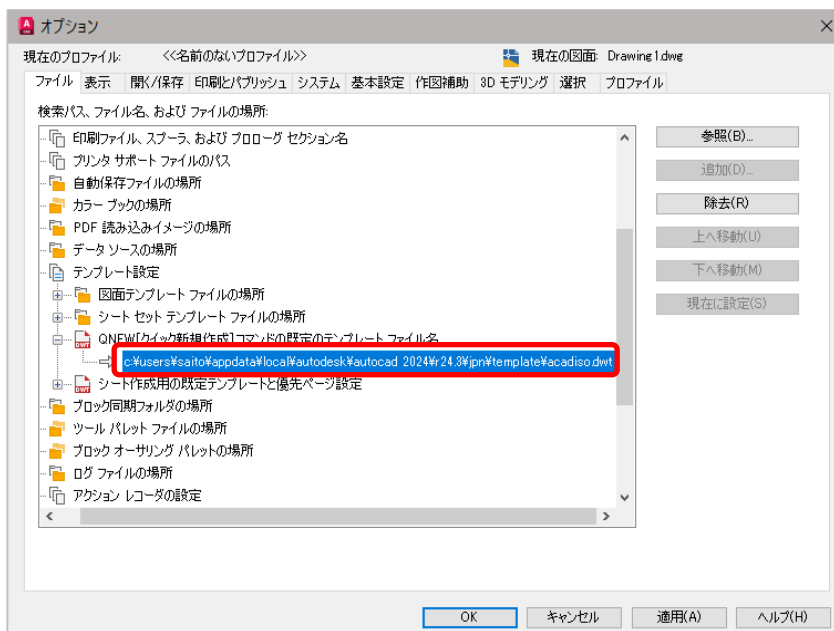 オプション
現在のプロファイル: <<名前のないプロファイル>> 現在の図面: Drawing1.dwg
ファイル 表示 開く/保存 印刷とパブリッシュ システム 基本設定 作図補助 3D モデリング 選択 プロファイル
検索パス、ファイル名、および ファイルの場所:
印刷ファイル、スプーラ、および プロローグ セクション名
プリンタ サポート ファイルのパス
自動保存ファイルの場所
カラー ブックの場所
PDF 読み込みイメージの場所
データ ソースの場所
テンプレート設定
図面テンプレート ファイルの場所
シート セット テンプレート ファイルの場所
QNEW[クイック新規作成]コマンドの既定のテンプレート ファイル名
c:¥users¥saito¥appdata¥local¥autodesk¥autocad 2024¥r24.3¥jpn¥template¥acadiso.dwt
シート作成用の既定テンプレートと優先ページ設定
ブロック同期フォルダの場所
ツール パレット ファイルの場所
ブロック オーサリング パレットの場所
ログ ファイルの場所
アクション レコーダの設定
参照(B)...
追加(D)...
除去(R)
上へ移動(U)
下へ移動(M)
現在に設定(S)
OK キャンセル 適用(A) ヘルプ(H)